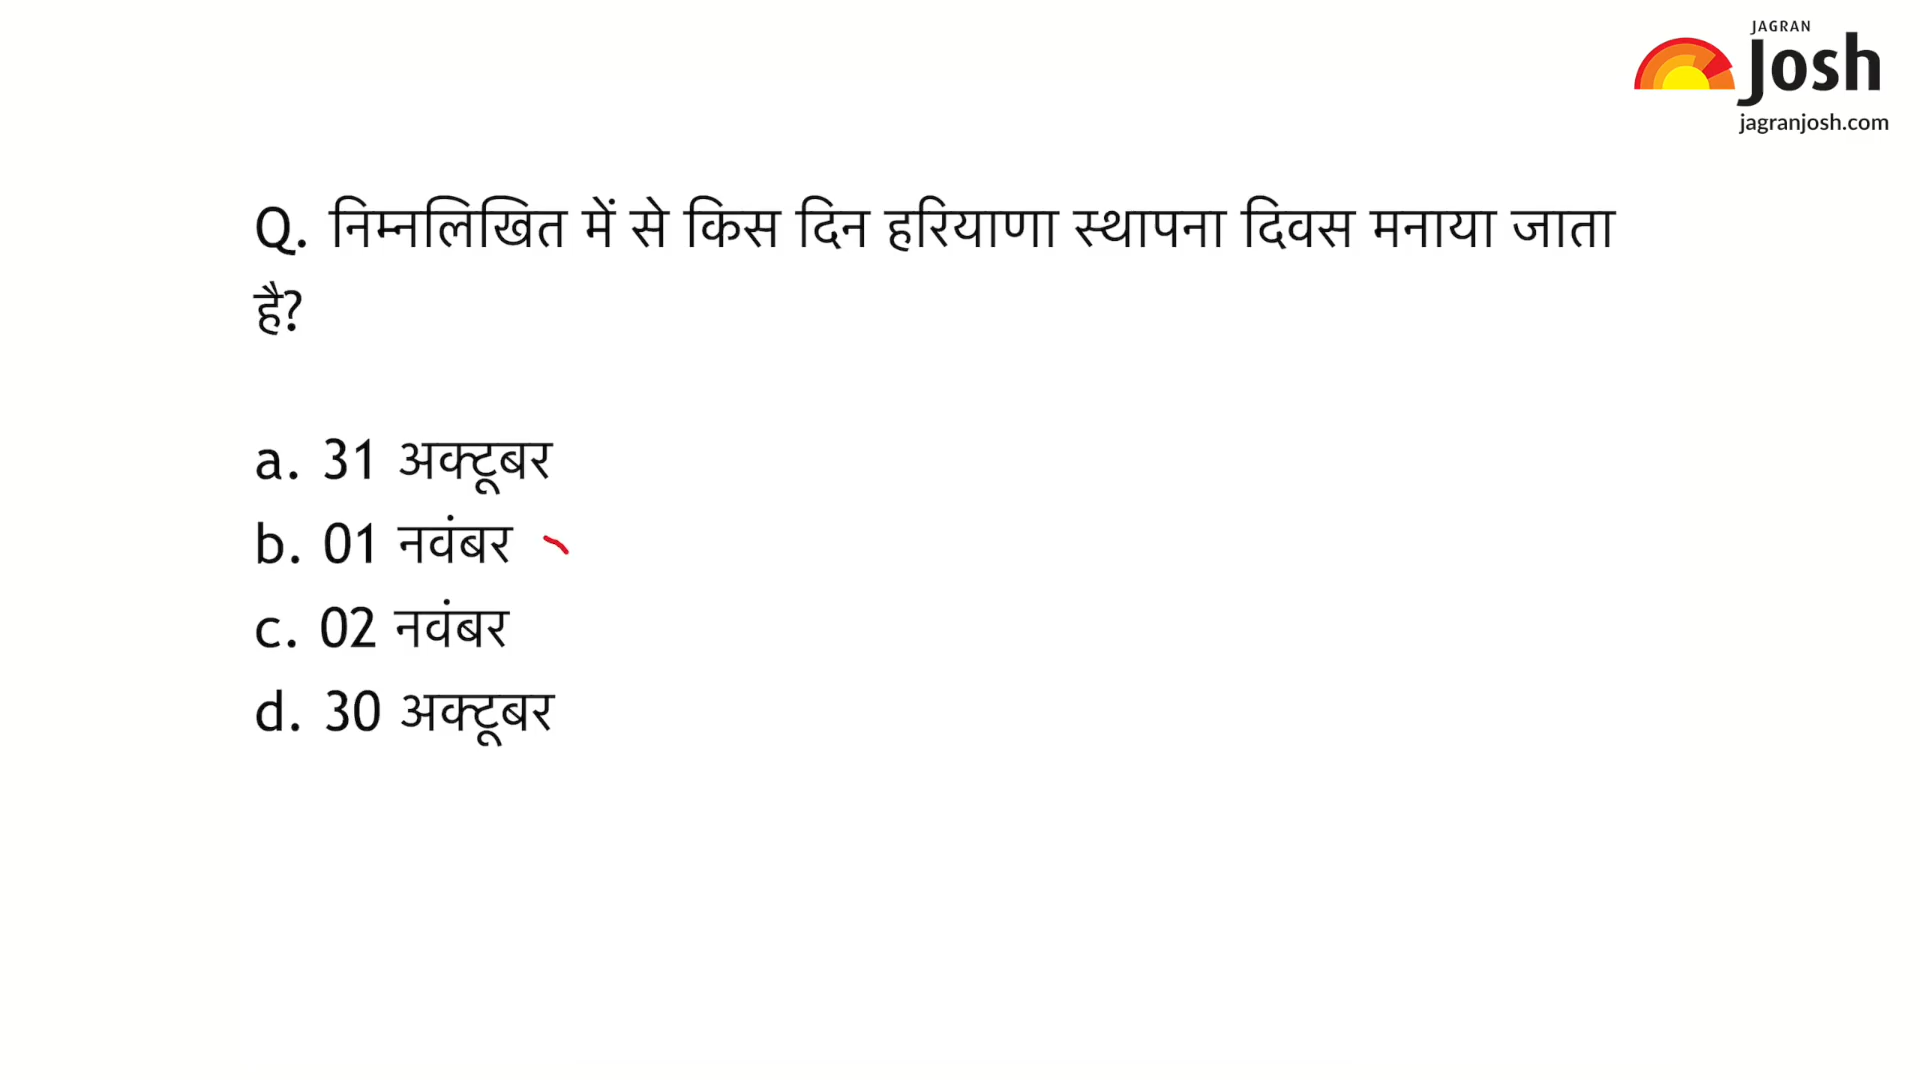 JAGRAN
Josh
jagranjosh.com
Q. निम्नलिखित में से किस दिन हरियाणा स्थापना दिवस मनाया जाता
है?
a. 31 अक्टूबर
b. 01 नवंबर
c. 02 नवंबर
d. 30 अक्टूबर